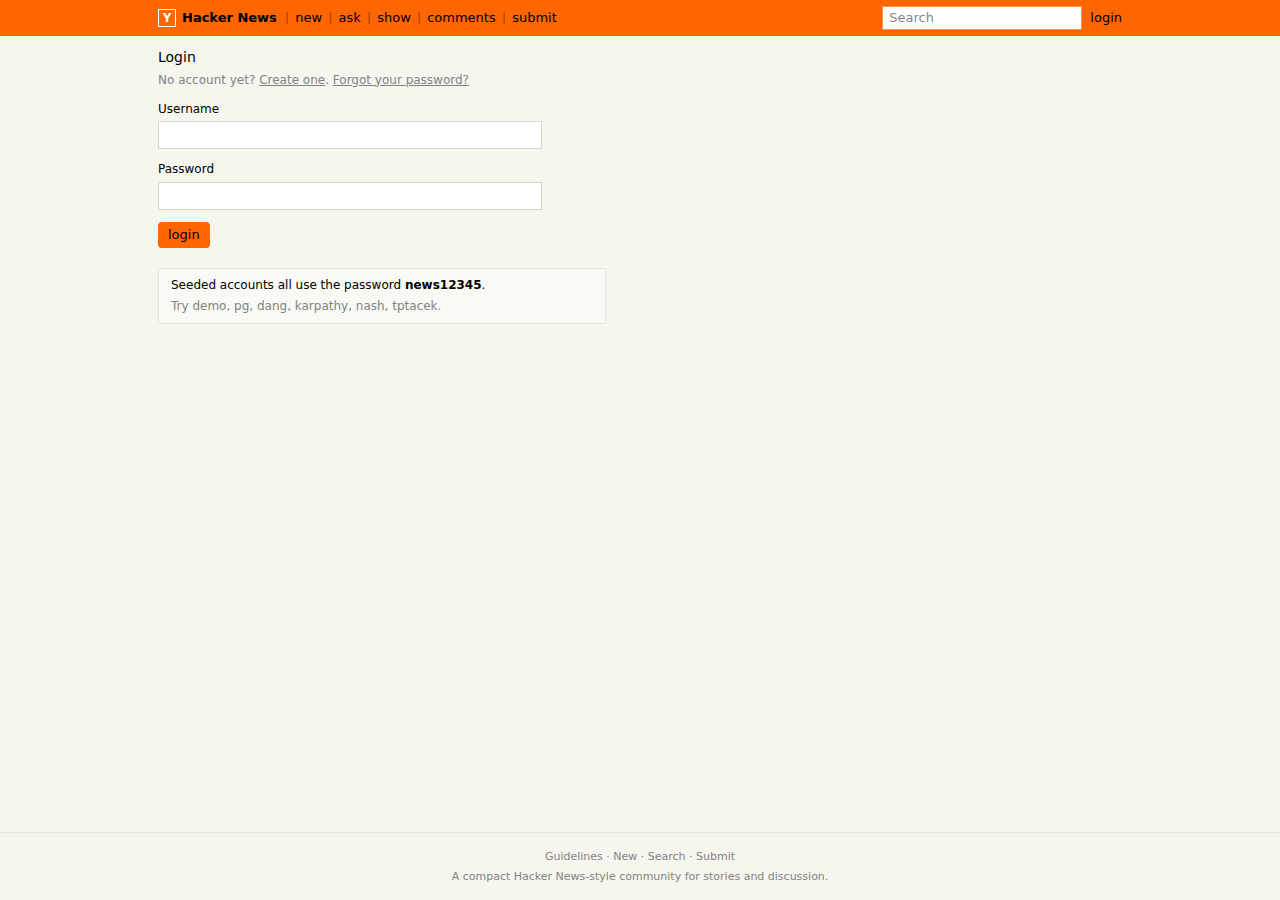 Y Hacker News | new | ask | show | comments | submit Search login
Login
No account yet? Create one. Forgot your password?
Username
Password
login
Seeded accounts all use the password news12345.
Try demo, pg, dang, karpathy, nash, tptacek.
Guidelines · New · Search · Submit
A compact Hacker News-style community for stories and discussion.